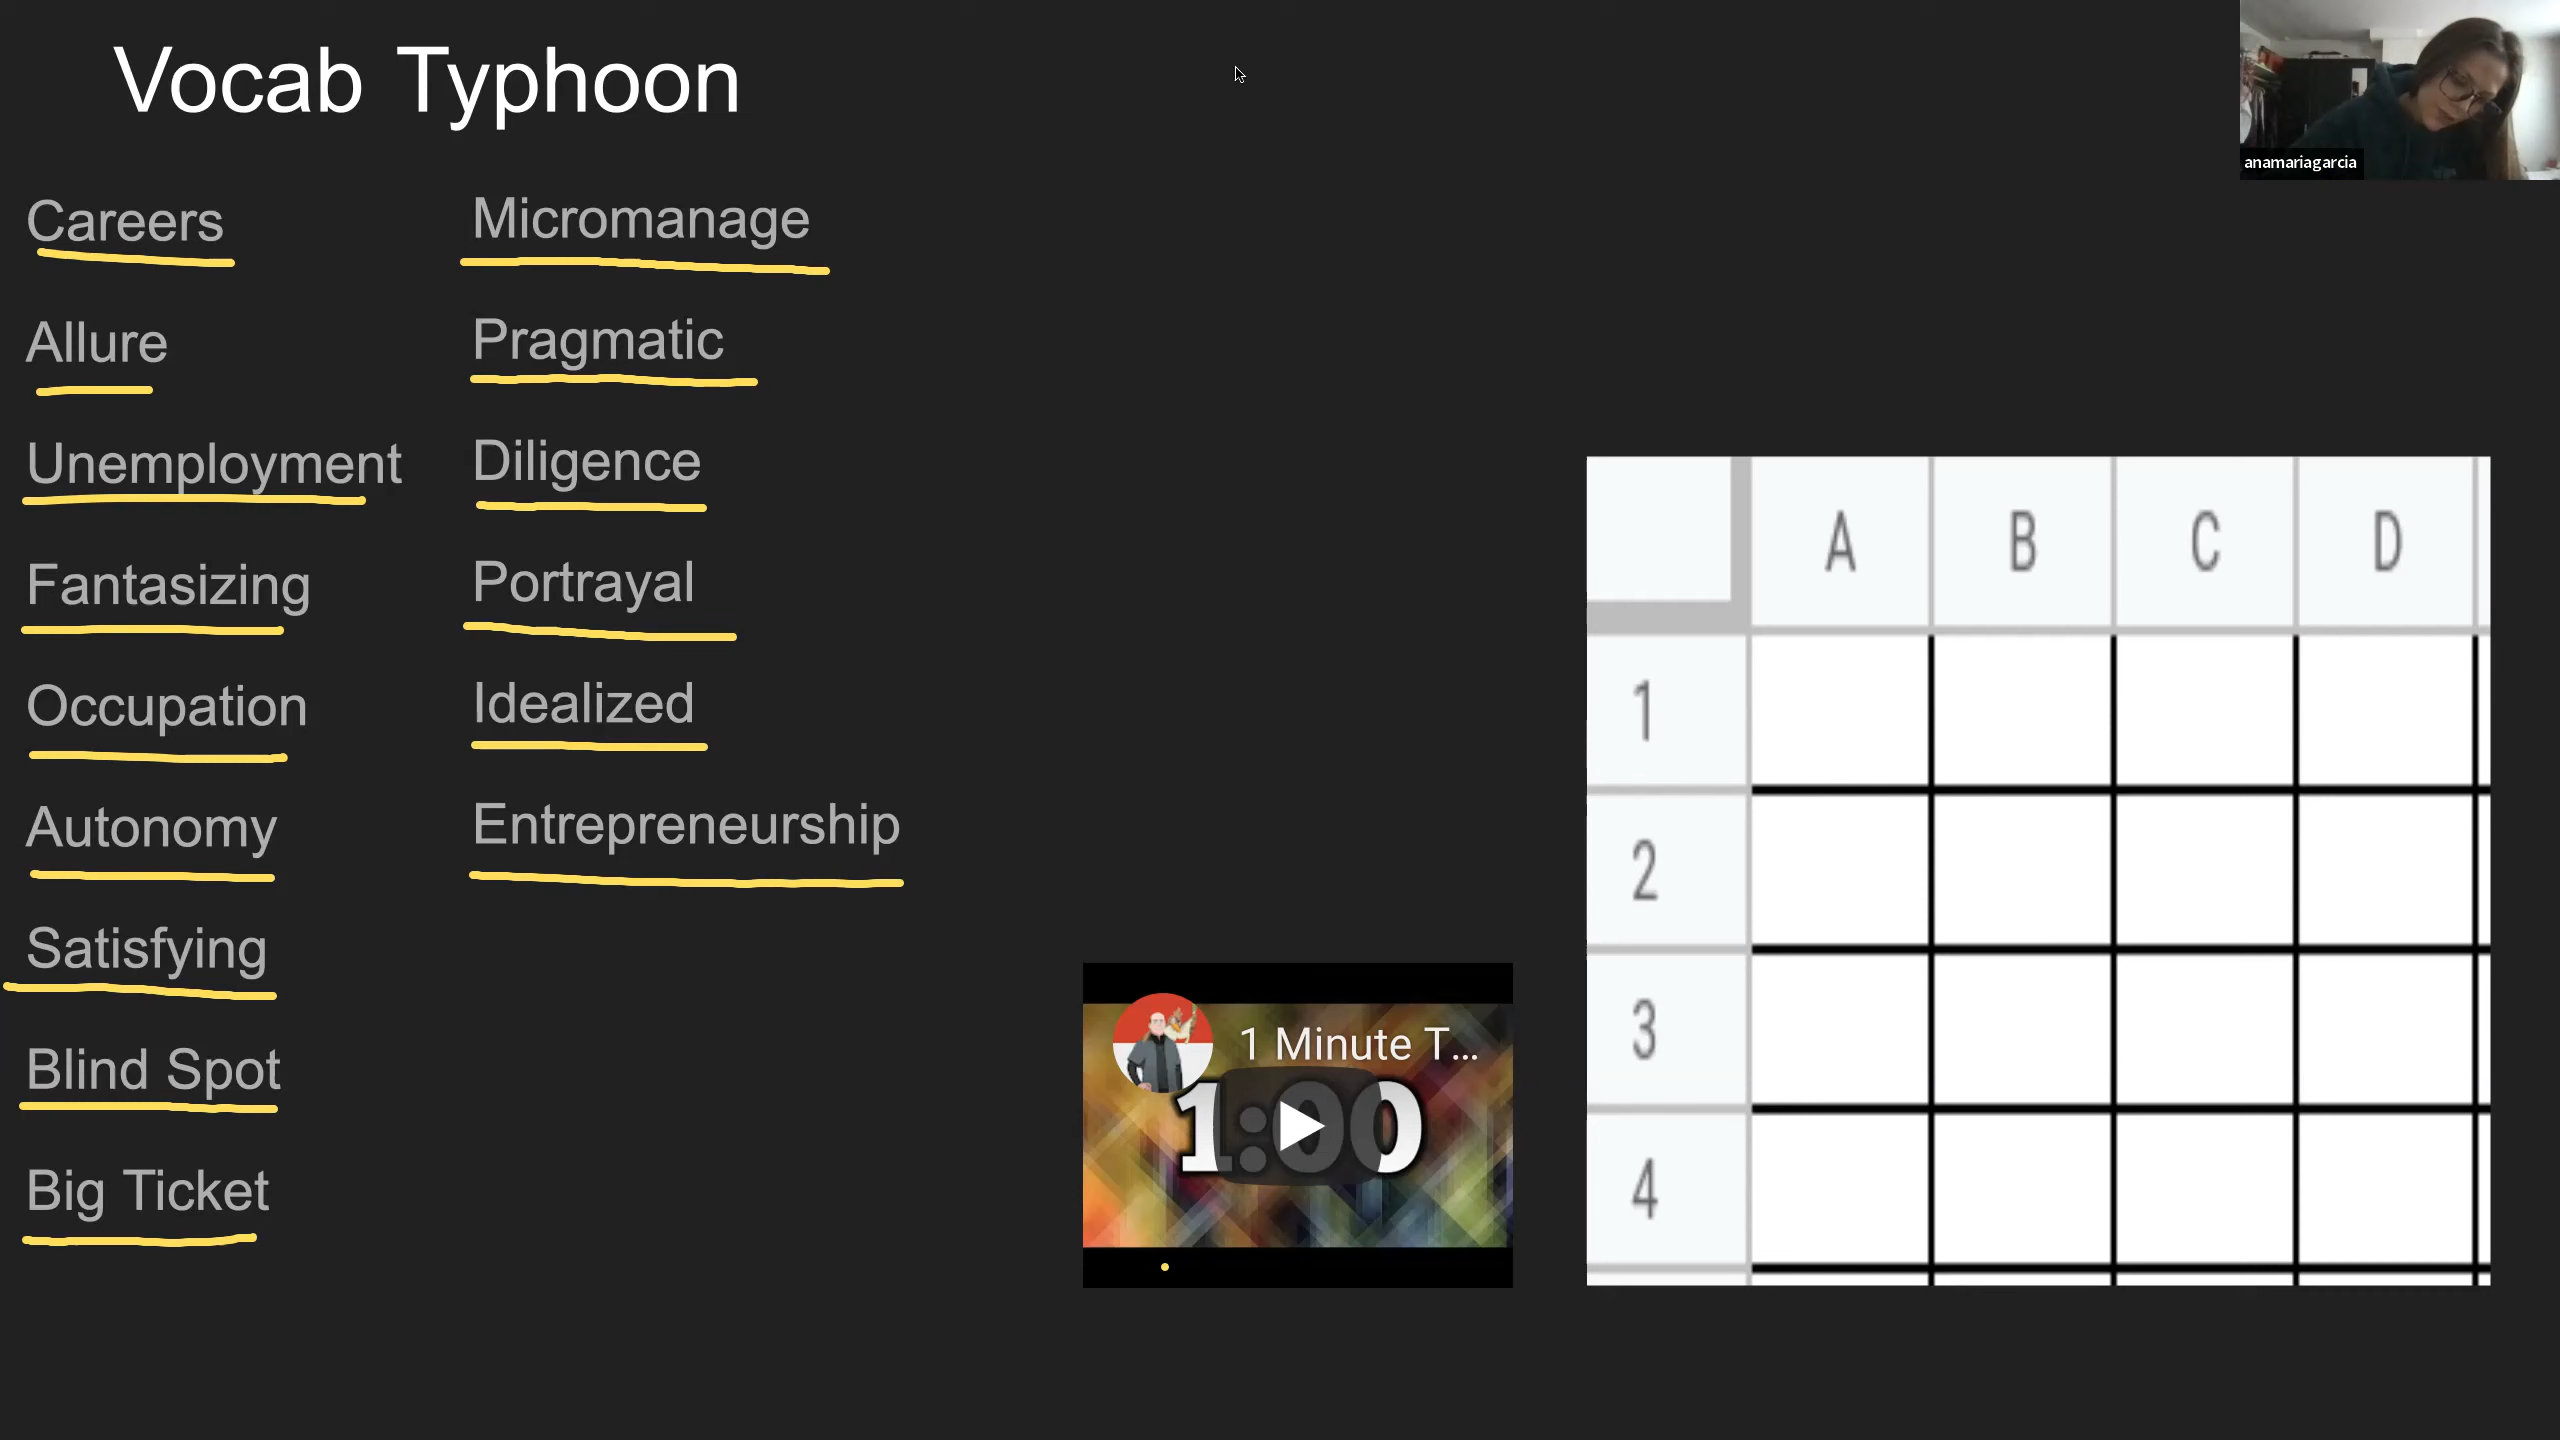 Vocab Typhoon
anamariagarcia
Careers
Allure
Unemployment
Fantasizing
Occupation
Autonomy
Satisfying
Blind Spot
Big Ticket
Micromanage
Pragmatic
Diligence
Portrayal
Idealized
Entrepreneurship
1 Minute T...
1:00
A B C D
1
2
3
4